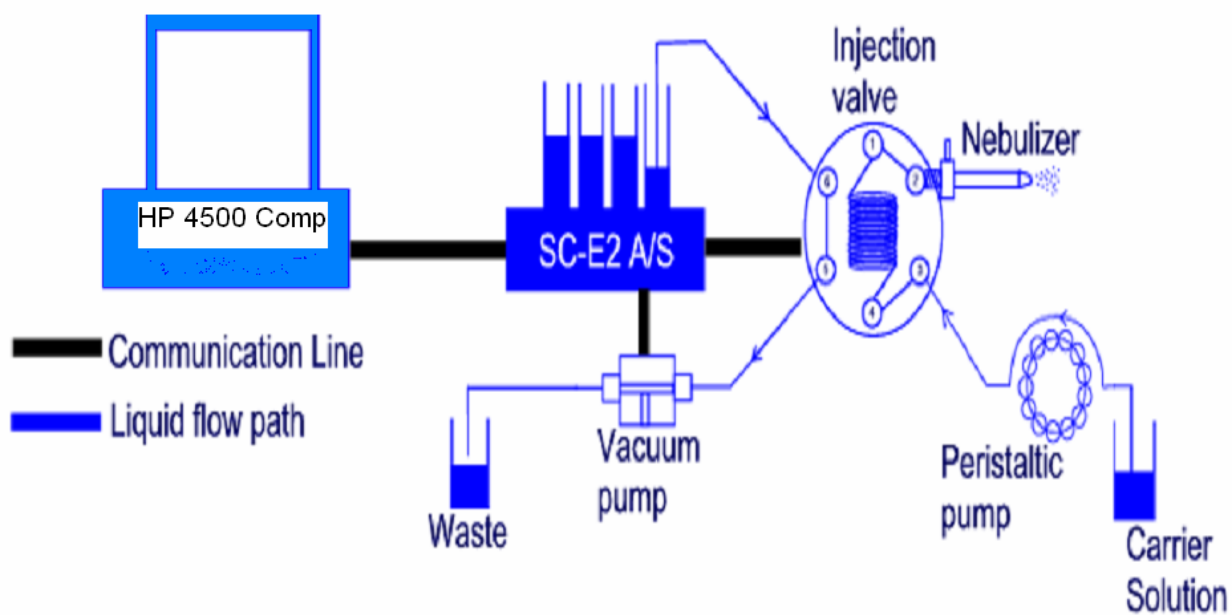 Injection
valve
Nebulizer
HP 4500 Comp
SC-E2 A/S
1
2
3
4
5
6
Communication Line
Liquid flow path
Vacuum
pump
Waste
Peristaltic
pump
Carrier
Solution